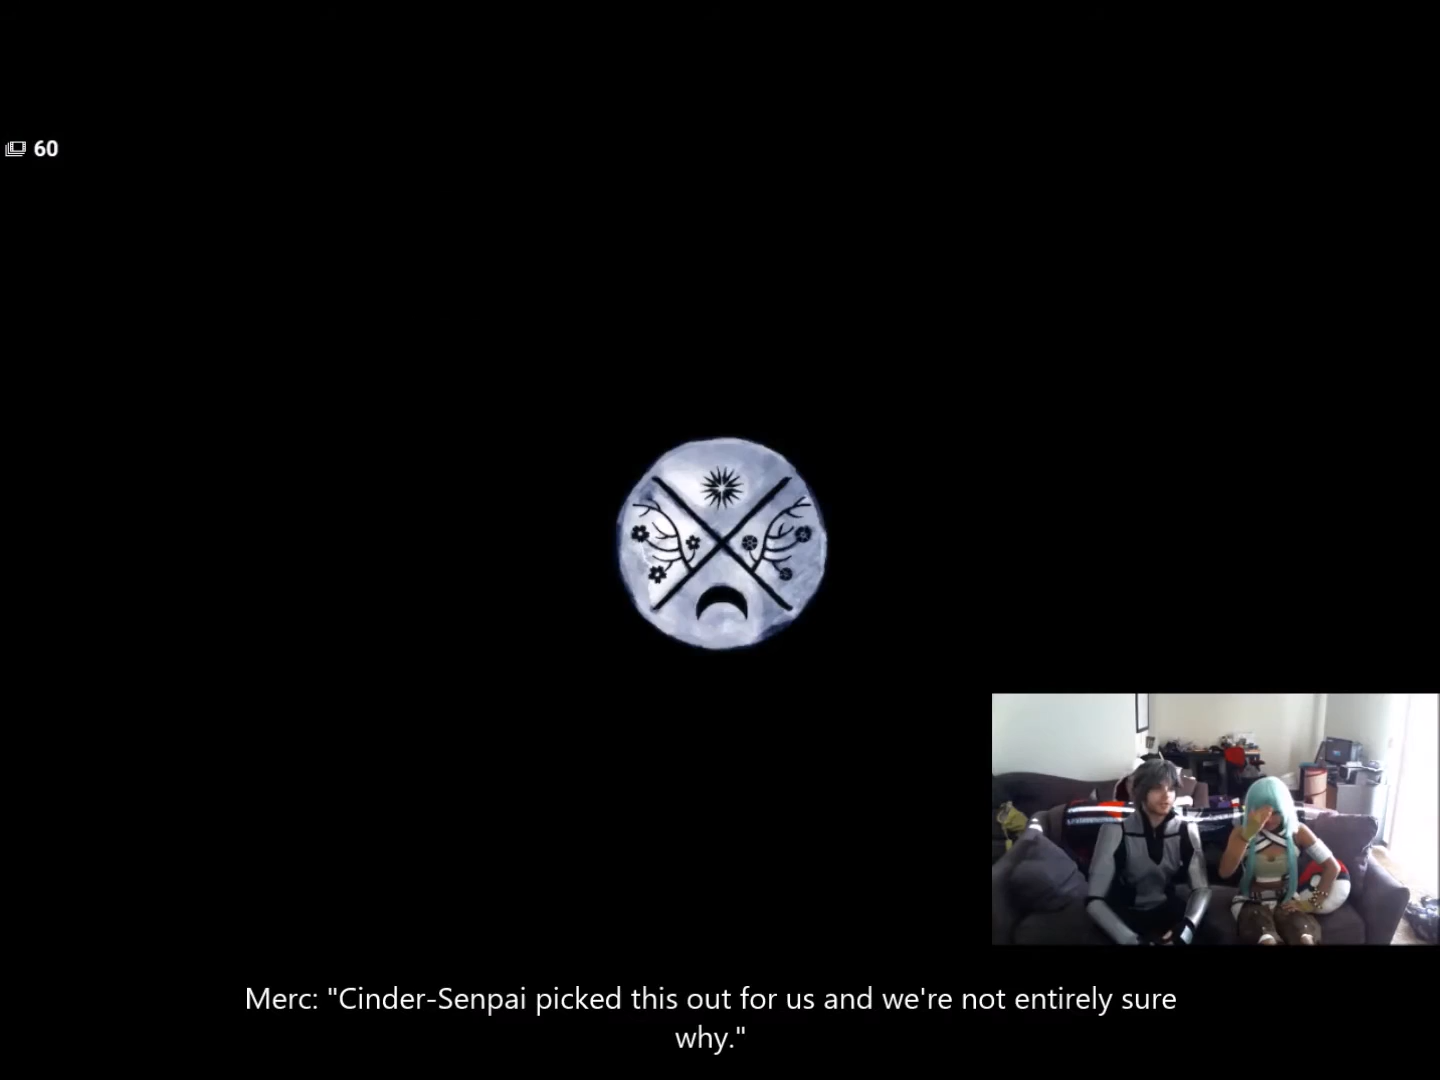 60
Merc: "Cinder-Senpai picked this out for us and we're not entirely sure
why."